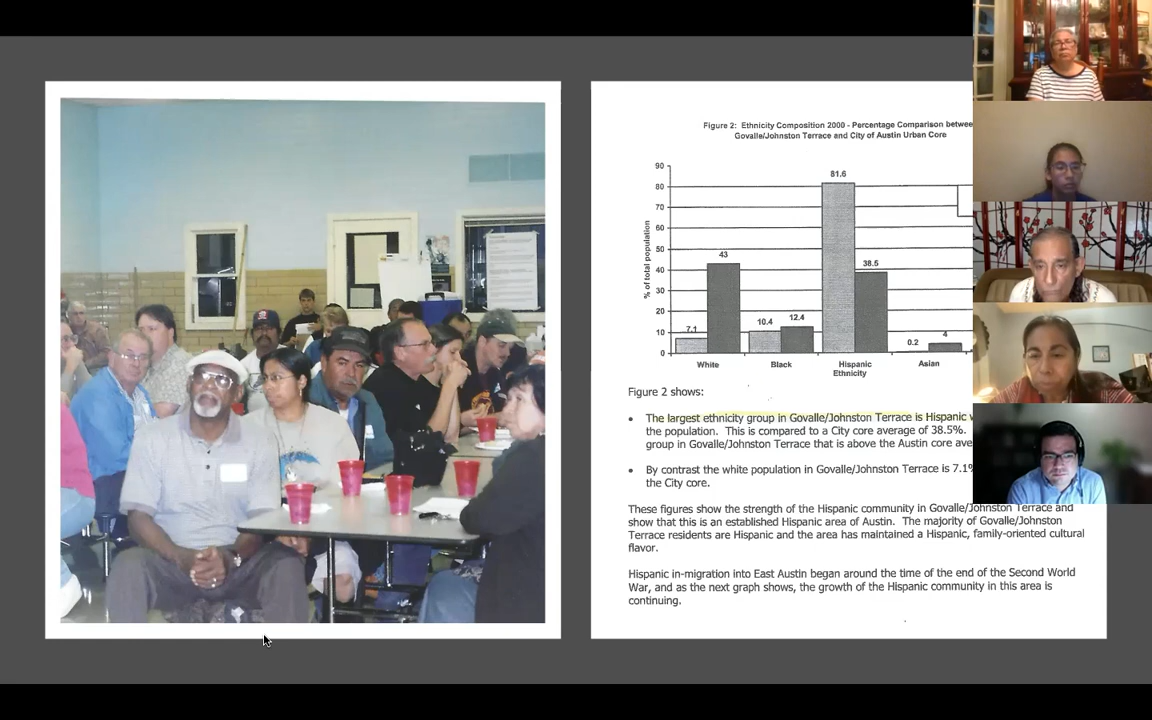 Figure 2: Ethnicity Composition 2000 - Percentage Comparison betwee
Govalle/Johnston Terrace and City of Austin Urban Core
90
80
70
60
50
40
30
20
10
0
% of total population
7.1
43
10.4
12.4
81.6
38.5
0.2
4
White
Black
Hispanic
Ethnicity
Asian
Figure 2 shows:
• The largest ethnicity group in Govalle/Johnston Terrace is Hispanic w
the population. This is compared to a City core average of 38.5%.
group in Govalle/Johnston Terrace that is above the Austin core ave
• By contrast the white population in Govalle/Johnston Terrace is 7.1%
the City core.
These figures show the strength of the Hispanic community in Govalle/Johnston Terrace and
show that this is an established Hispanic area of Austin. The majority of Govalle/Johnston
Terrace residents are Hispanic and the area has maintained a Hispanic, family-oriented cultural
flavor.
Hispanic in-migration into East Austin began around the time of the end of the Second World
War, and as the next graph shows, the growth of the Hispanic community in this area is
continuing.